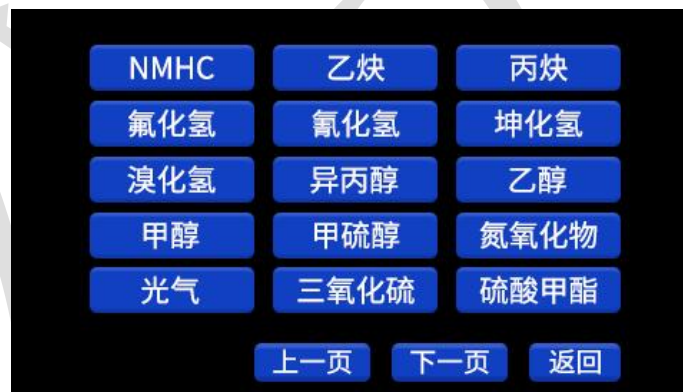 NMHC 乙炔 丙炔
氟化氢 氰化氢 坤化氢
溴化氢 异丙醇 乙醇
甲醇 甲硫醇 氮氧化物
光气 三氧化硫 硫酸甲酯
上一页 下一页 返回